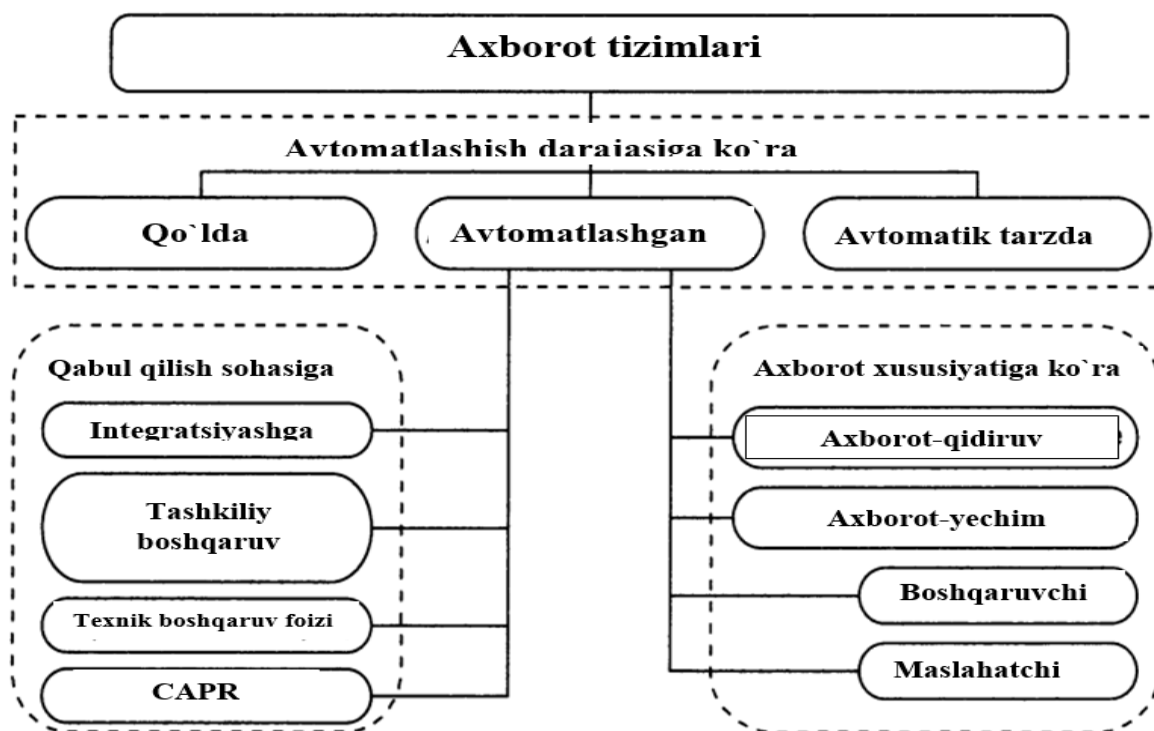 Axborot tizimlari
Avtomatlashish darajasiga ko`ra
Qo`lda
Avtomatlashgan
Avtomatik tarzda
Qabul qilish sohasiga
Integratsiyashga
Tashkiliy
boshqaruv
Texnik boshqaruv foizi
CAPR
Axborot xususiyatiga ko`ra
Axborot-qidiruv
Axborot-yechim
Boshqaruvchi
Maslahatchi